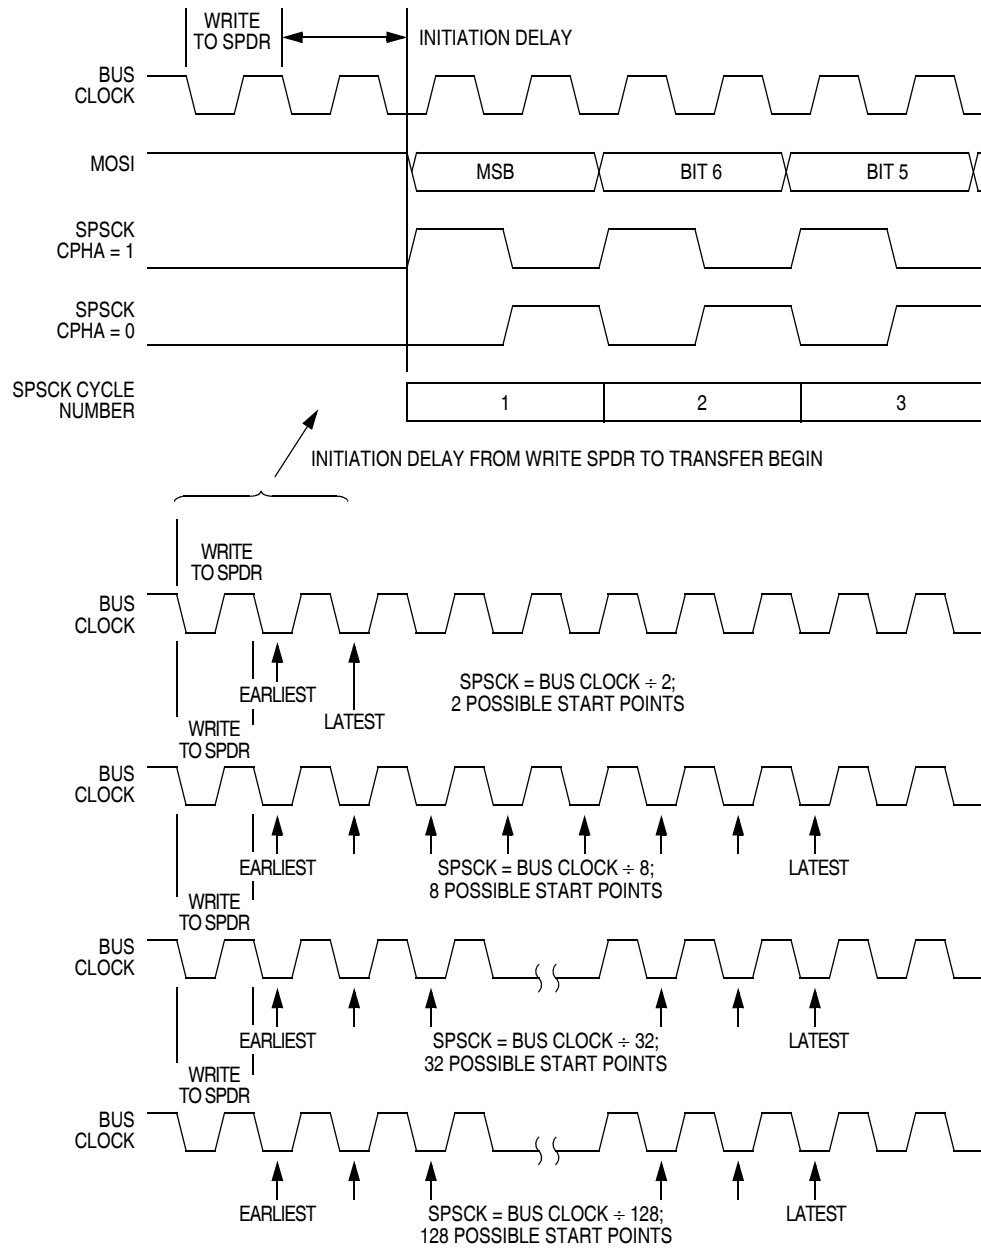 WRITE
TO SPDR
INITIATION DELAY
BUS
CLOCK
MOSI
MSB
BIT 6
BIT 5
SPSCK
CPHA = 1
SPSCK
CPHA = 0
SPSCK CYCLE
NUMBER
1
2
3
INITIATION DELAY FROM WRITE SPDR TO TRANSFER BEGIN
WRITE
TO SPDR
BUS
CLOCK
EARLIEST
LATEST
SPSCK = BUS CLOCK ÷ 2;
2 POSSIBLE START POINTS
WRITE
TO SPDR
BUS
CLOCK
EARLIEST
SPSCK = BUS CLOCK ÷ 8;
8 POSSIBLE START POINTS
LATEST
WRITE
TO SPDR
BUS
CLOCK
EARLIEST
SPSCK = BUS CLOCK ÷ 32;
32 POSSIBLE START POINTS
LATEST
WRITE
TO SPDR
BUS
CLOCK
EARLIEST
SPSCK = BUS CLOCK ÷ 128;
128 POSSIBLE START POINTS
LATEST